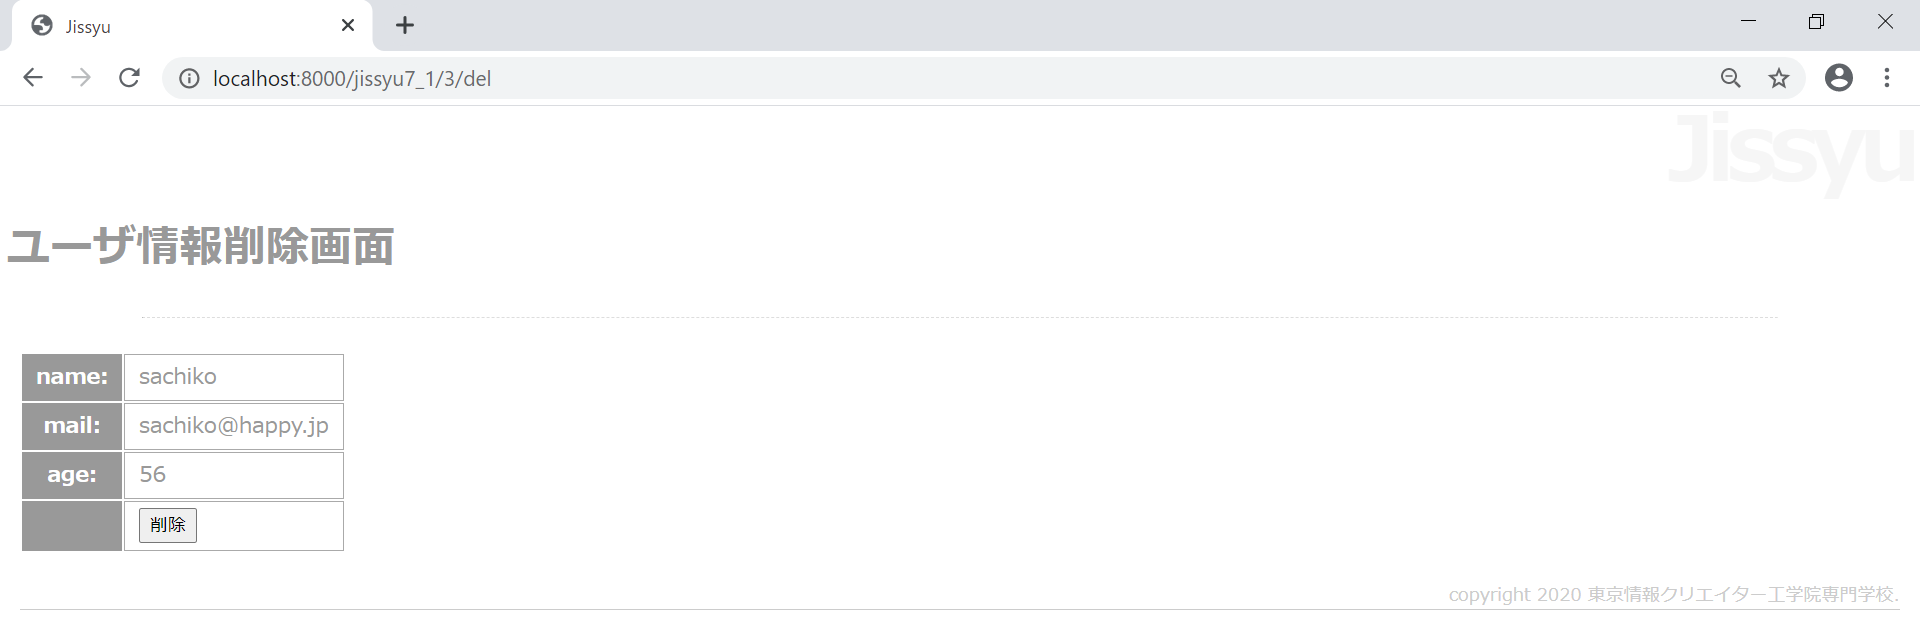 Jissyu
localhost:8000/jissyu7_1/3/del
Jissyu
ユーザ情報削除画面
name: sachiko
mail: sachiko@happy.jp
age: 56
削除
copyright 2020 東京情報クリエイター工学院専門学校.